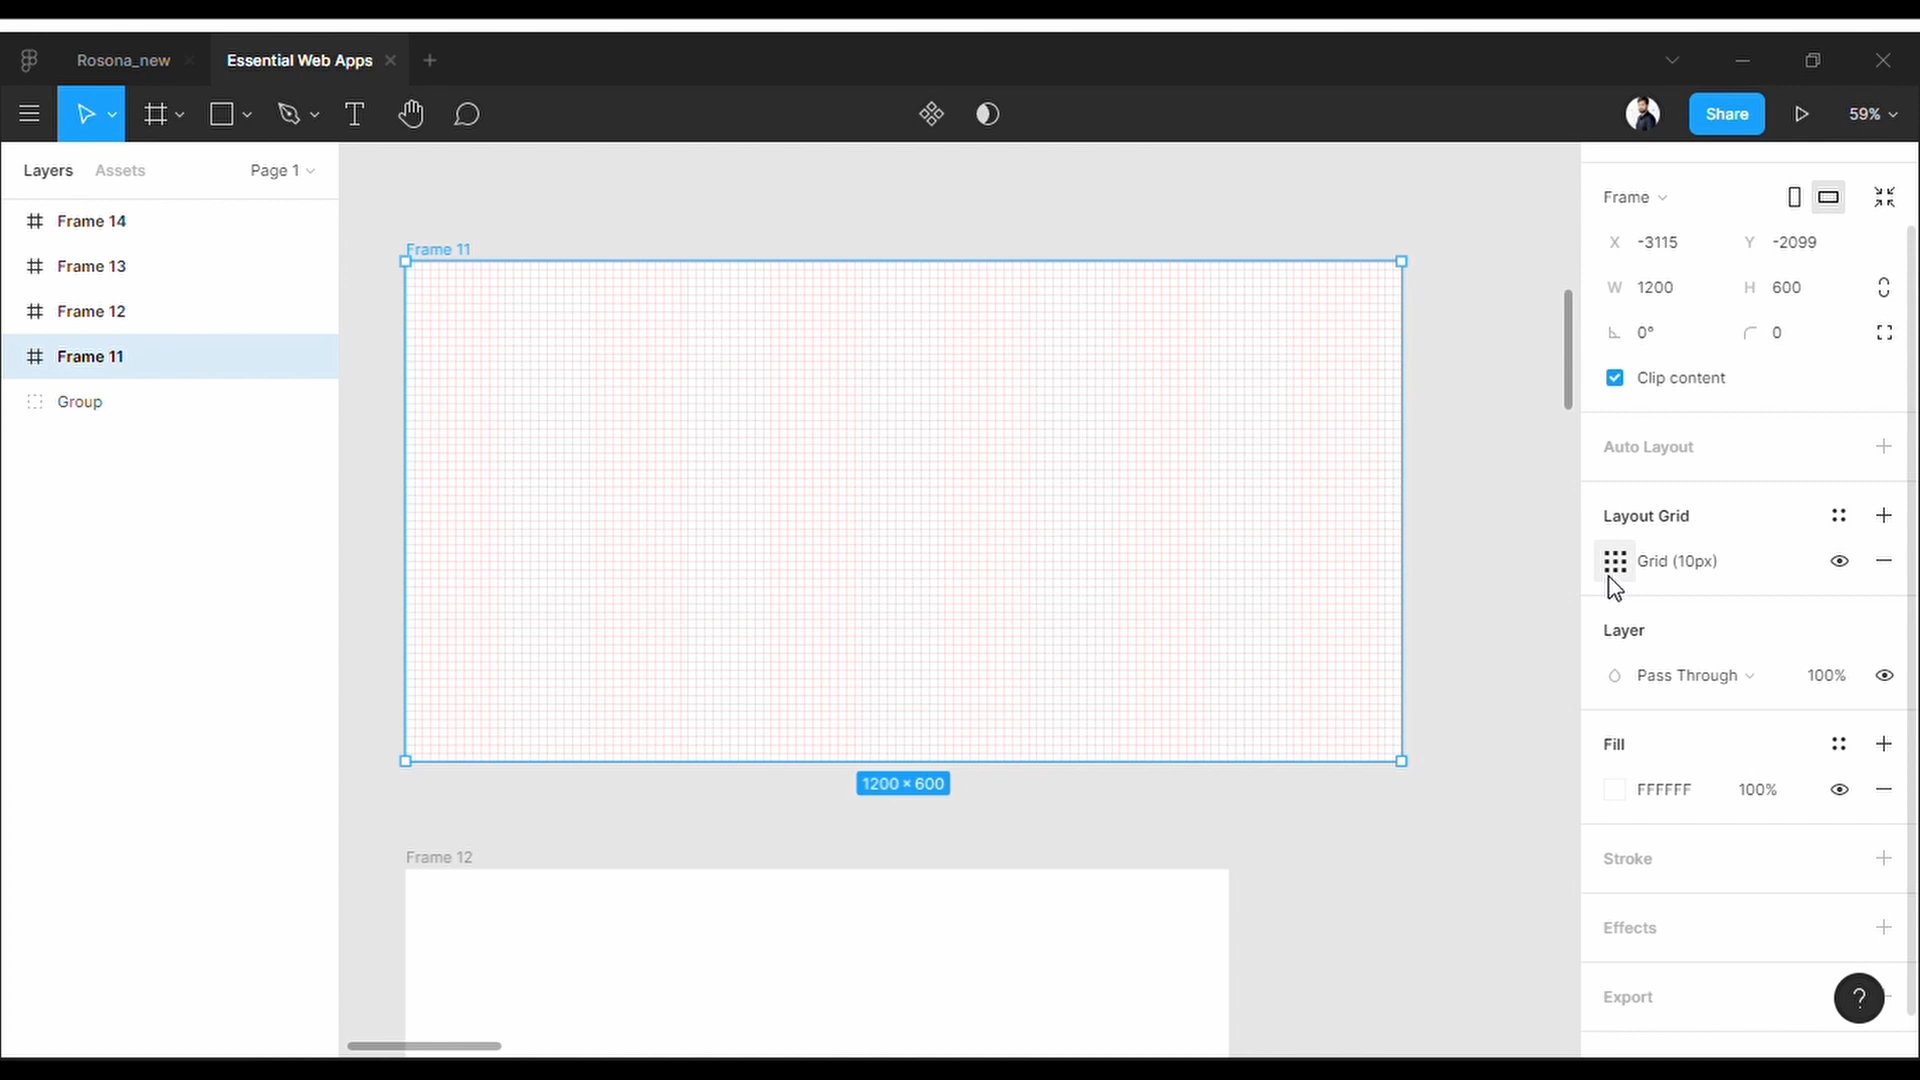 Rosona_new
Essential Web Apps
Share
59%
Layers
Assets
Page 1
Frame 14
Frame 13
Frame 12
Frame 11
Group
Frame 11
1200 × 600
Frame 12
Frame
X -3115
Y -2099
W 1200
H 600
0°
0
Clip content
Auto Layout
Layout Grid
Grid (10px)
Layer
Pass Through
100%
Fill
FFFFFF
100%
Stroke
Effects
Export
?